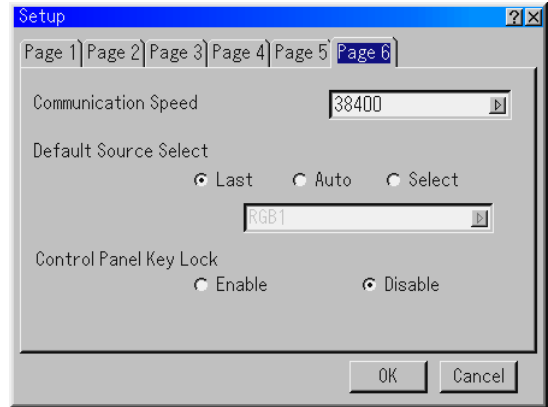 Setup
Page 1 Page 2 Page 3 Page 4 Page 5 Page 6
Communication Speed 38400
Default Source Select
Last Auto Select
RGB1
Control Panel Key Lock
Enable Disable
OK Cancel